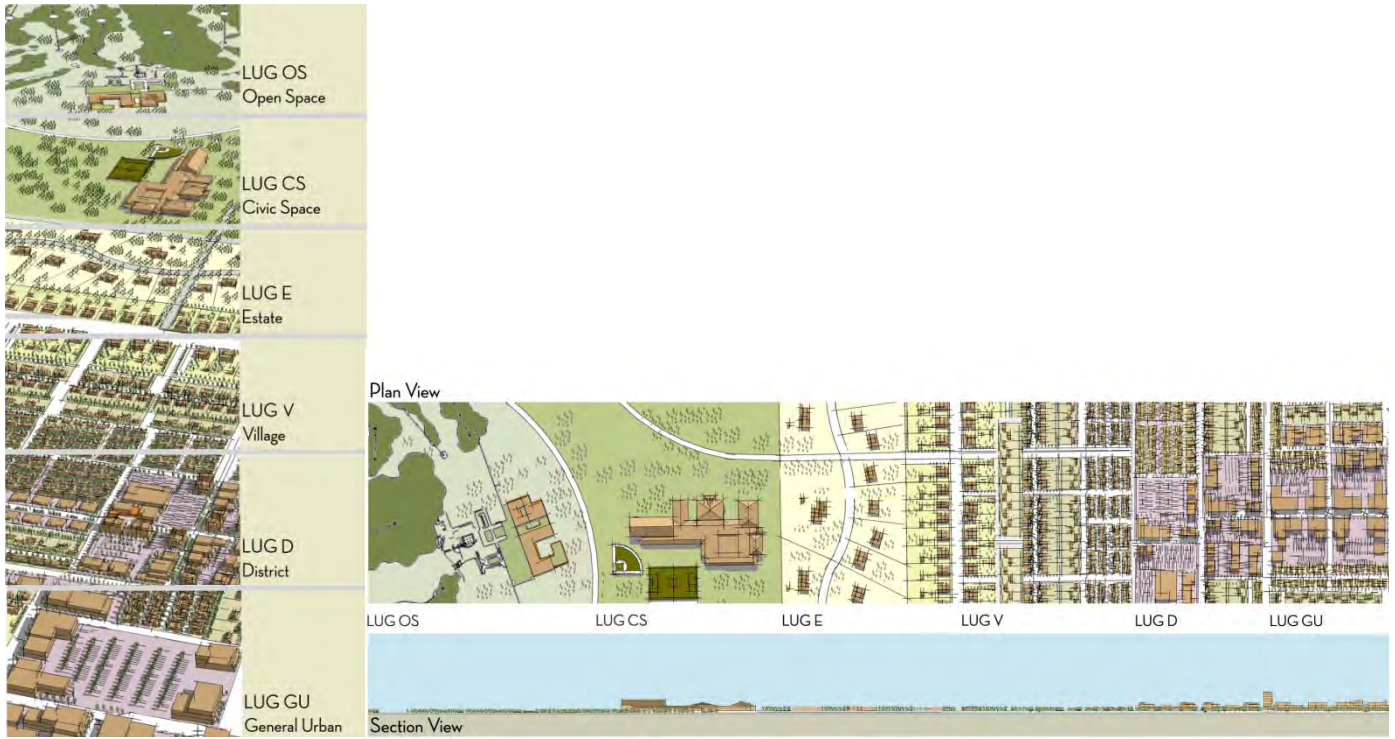 LUG OS
Open Space
LUG CS
Civic Space
LUG E
Estate
LUG V
Village
LUG D
District
LUG GU
General Urban
Plan View
LUG OS
LUG CS
LUG E
LUG V
LUG D
LUG GU
Section View